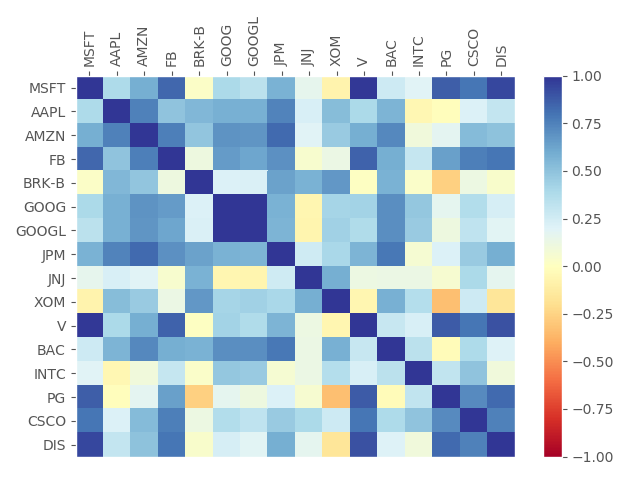 MSFT AAPL AMZN FB BRK-B GOOG GOOGL JPM JNJ XOM V BAC INTC PG CSCO DIS
MSFT
AAPL
AMZN
FB
BRK-B
GOOG
GOOGL
JPM
JNJ
XOM
V
BAC
INTC
PG
CSCO
DIS
1.00
0.75
0.50
0.25
0.00
−0.25
−0.50
−0.75
−1.00